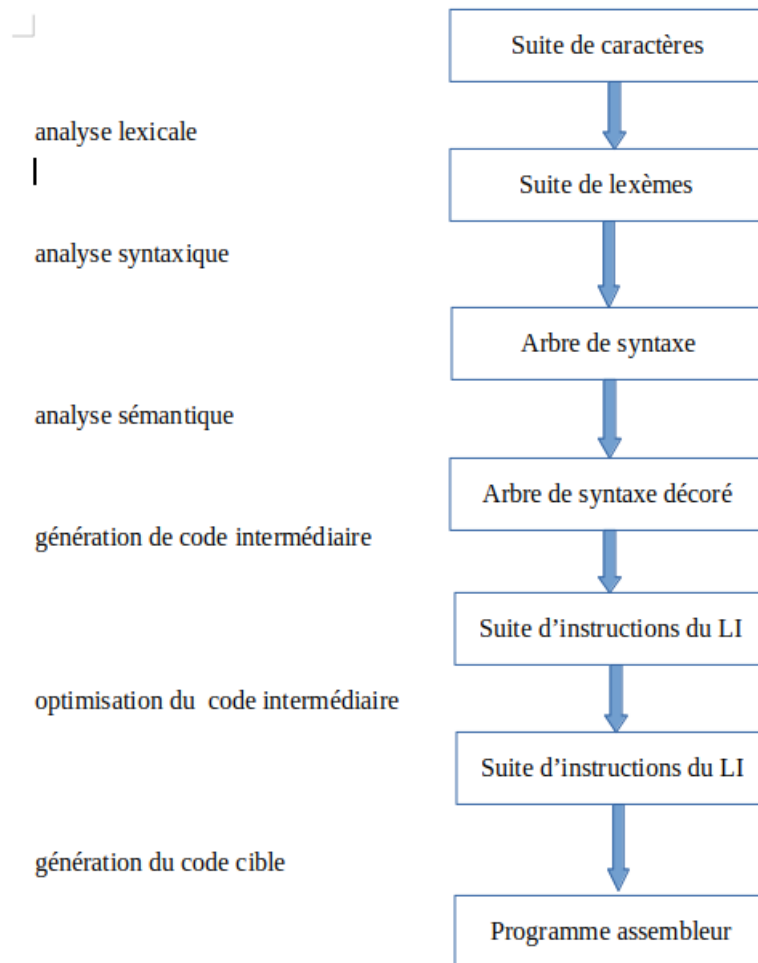 Suite de caractères
analyse lexicale
Suite de lexèmes
analyse syntaxique
Arbre de syntaxe
analyse sémantique
Arbre de syntaxe décoré
génération de code intermédiaire
Suite d’instructions du LI
optimisation du  code intermédiaire
Suite d’instructions du LI
génération du code cible
Programme assembleur